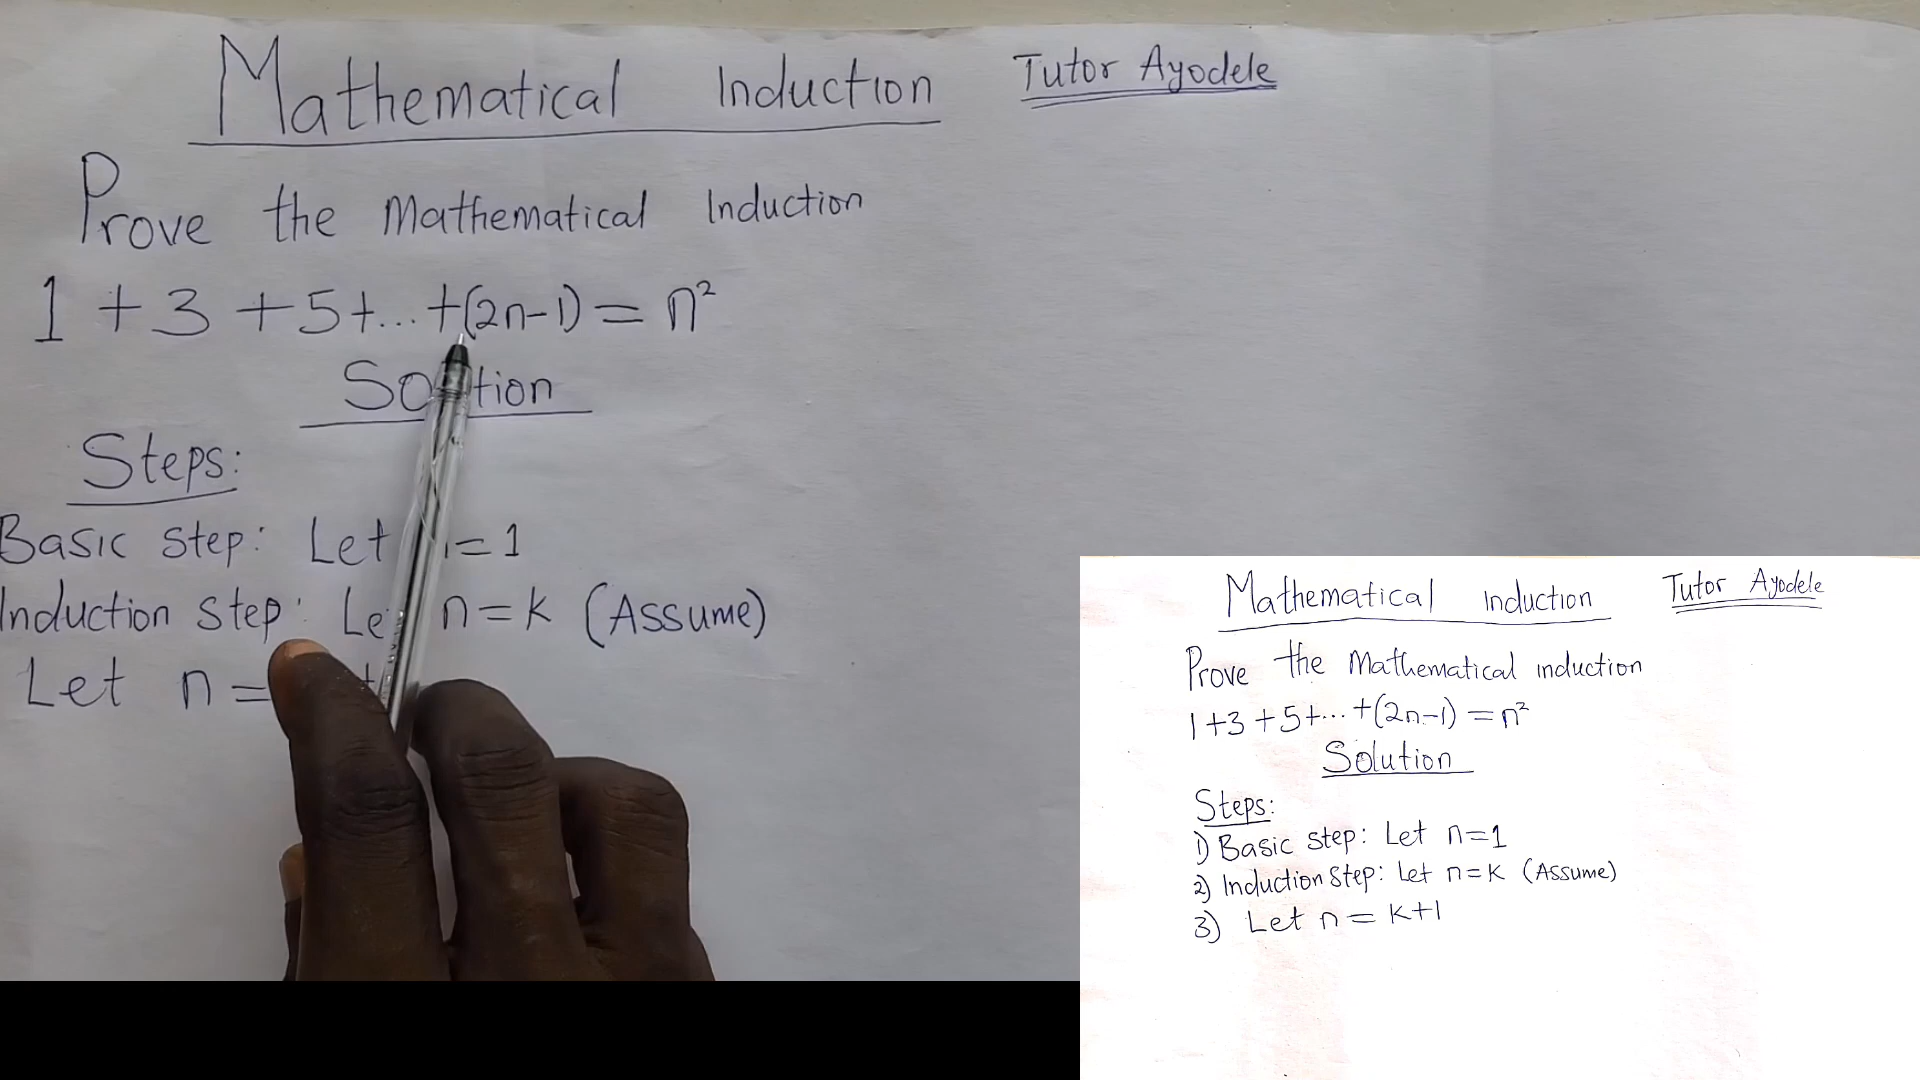 Mathematical Induction Tutor Ayodele
Prove the Mathematical Induction
1 + 3 + 5 + ... + (2n-1) = n²
Solution
Steps:
Basic step: Let n = 1
Induction step: Let n = k (Assume)
Let n =
Mathematical induction Tutor Ayodele
Prove the Mathematical induction
1 + 3 + 5 + ... + (2n-1) = n²
Solution
Steps:
1) Basic step: Let n = 1
2) Induction step: Let n = k (Assume)
3) Let n = k+1